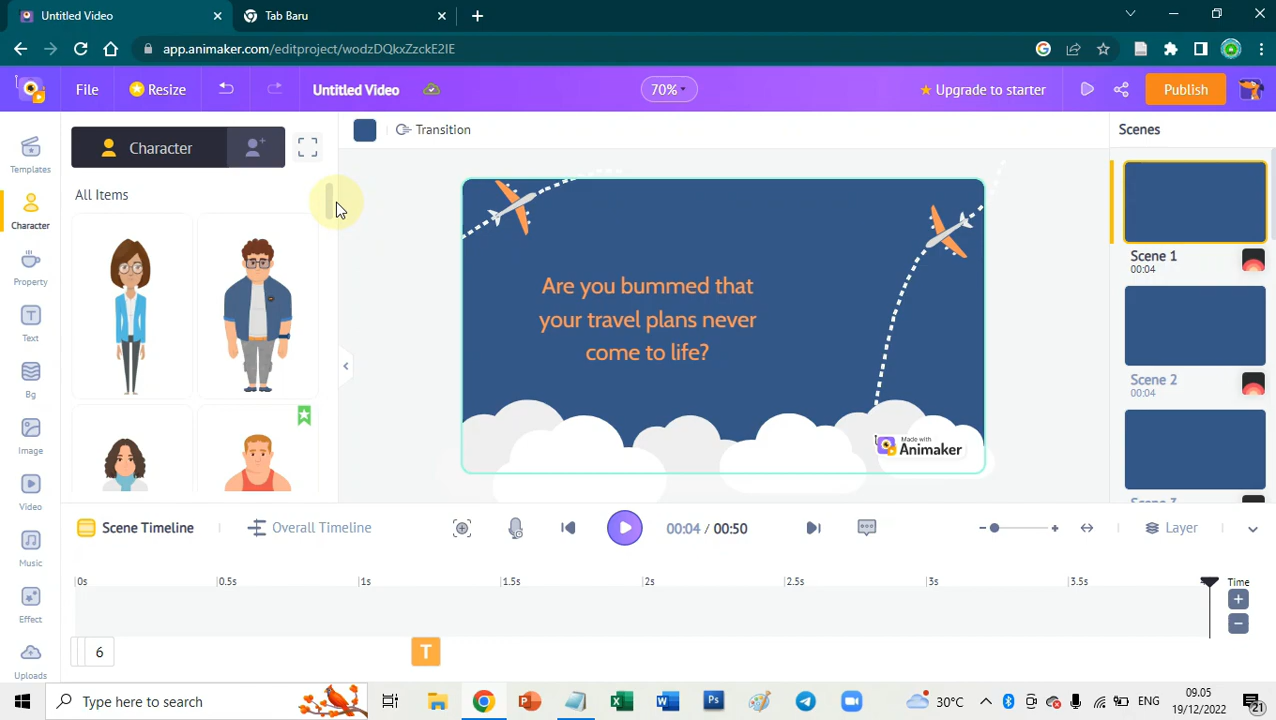 Untitled Video
Tab Baru
app.animaker.com/editproject/wodzDQkxZzckE2IE
File
Resize
Untitled Video
70%
Upgrade to starter
Publish
Templates
Character
Property
Text
Bg
Image
Video
Music
Effect
Uploads
Character
All Items
Transition
Are you bummed that
your travel plans never
come to life?
Made with
Animaker
Scenes
Scene 1
00:04
Scene 2
00:04
Scene 3
Scene Timeline
Overall Timeline
00:04 / 00:50
Layer
0s
0.5s
1s
1.5s
2s
2.5s
3s
3.5s
Time
6
T
Type here to search
30°C
ENG
09.05
19/12/2022
21